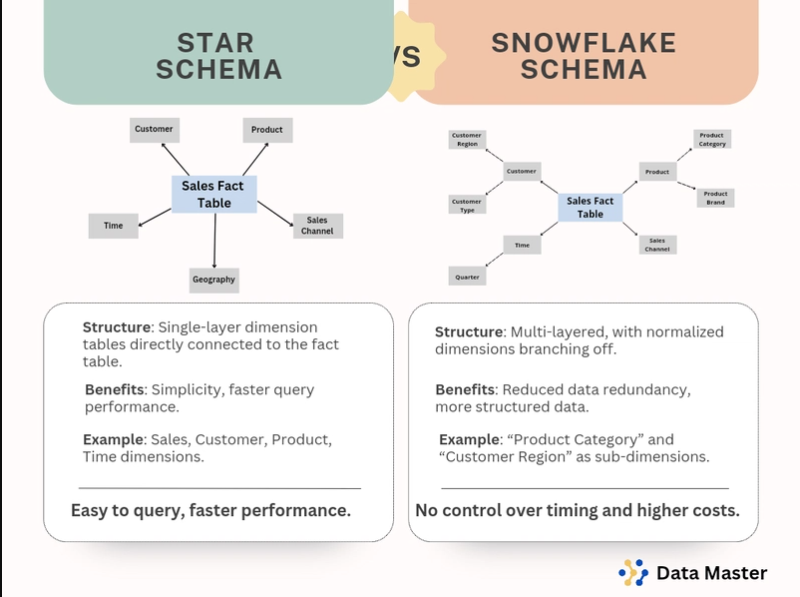 STAR
SCHEMA
VS
SNOWFLAKE
SCHEMA
Customer
Product
Sales Fact
Table
Time
Sales
Channel
Geography
Customer
Region
Product
Category
Customer
Product
Customer
Type
Product
Brand
Sales Fact
Table
Time
Sales
Channel
Quarter
Structure: Single-layer dimension
tables directly connected to the fact
table.
Benefits: Simplicity, faster query
performance.
Example: Sales, Customer, Product,
Time dimensions.
Easy to query, faster performance.
Structure: Multi-layered, with normalized
dimensions branching off.
Benefits: Reduced data redundancy,
more structured data.
Example: “Product Category” and
“Customer Region” as sub-dimensions.
No control over timing and higher costs.
Data Master